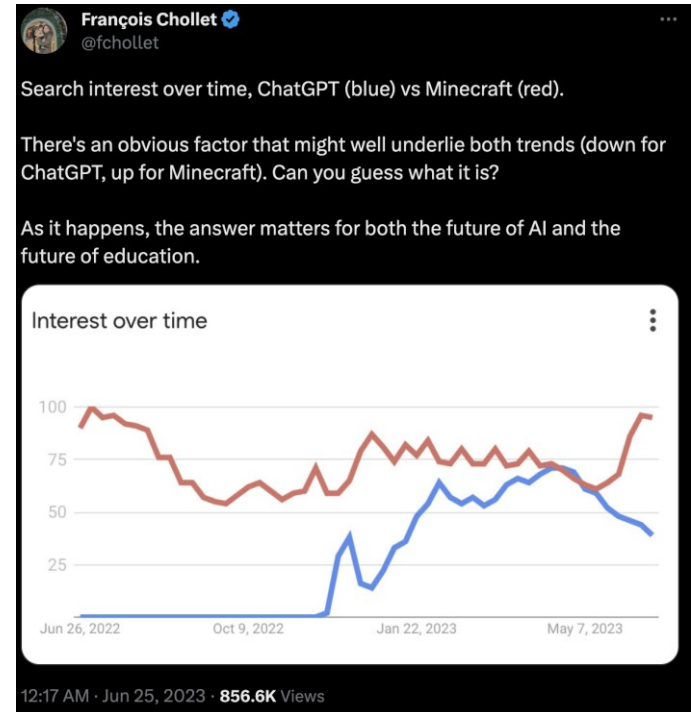 François Chollet
@fchollet
Search interest over time, ChatGPT (blue) vs Minecraft (red).
There's an obvious factor that might well underlie both trends (down for
ChatGPT, up for Minecraft). Can you guess what it is?
As it happens, the answer matters for both the future of AI and the
future of education.
Interest over time
100
75
50
25
Jun 26, 2022 Oct 9, 2022 Jan 22, 2023 May 7, 2023
12:17 AM · Jun 25, 2023 · 856.6K Views